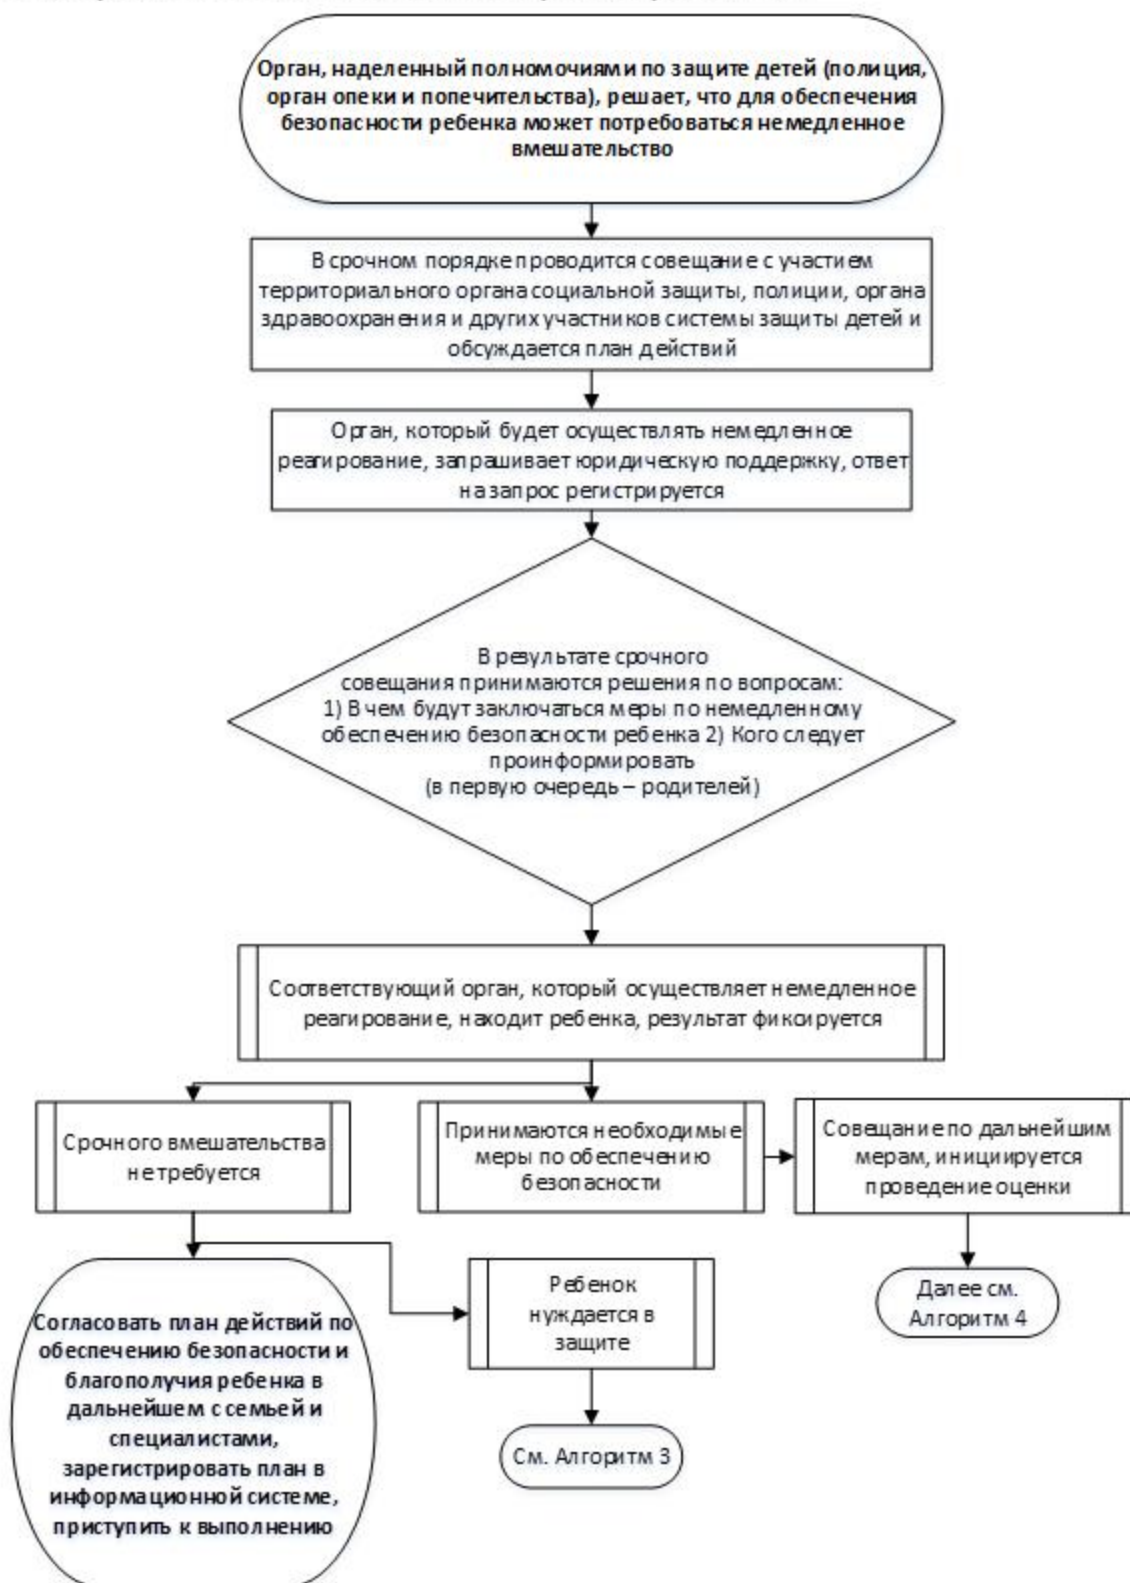 Орган, наделенный полномочиями по защите детей (полиция,
орган опеки и попечительства), решает, что для обеспечения
безопасности ребенка может потребоваться немедленное
вмешательство
В срочном порядке проводится совещание с участием
территориального органа социальной защиты, полиции, органа
здравоохранения и других участников системы защиты детей и
обсуждается план действий
Орган, который будет осуществлять немедленное
реагирование, запрашивает юридическую поддержку, ответ
на запрос регистрируется
В результате срочного
совещания принимаются решения по вопросам:
1) В чем будут заключаться меры по немедленному
обеспечению безопасности ребенка 2) Кого следует
проинформировать
(в первую очередь – родителей)
Соответствующий орган, который осуществляет немедленное
реагирование, находит ребенка, результат фиксируется
Срочного вмешательства
не требуется
Принимаются необходимые
меры по обеспечению
безопасности
Совещание по дальнейшим
мерам, инициируется
проведение оценки
Согласовать план действий по
обеспечению безопасности и
благополучия ребенка в
дальнейшем с семьей и
специалистами,
зарегистрировать план в
информационной системе,
приступить к выполнению
Ребенок
нуждается в
защите
См. Алгоритм 3
Далее см.
Алгоритм 4